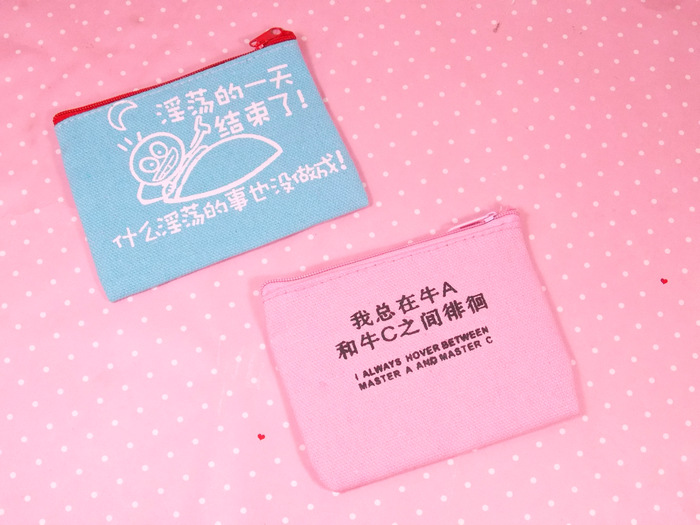 淫荡的一天
结束了!
什么淫荡的事也没做成!
我总在牛A
和牛C之间徘徊
I ALWAYS HOVER BETWEEN
MASTER A AND MASTER C